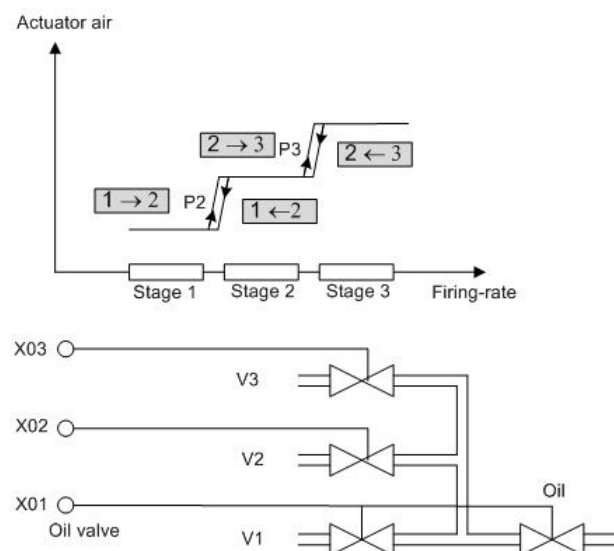 Actuator air
2 → 3
P3
2 ← 3
1 → 2
P2
1 ←2
Stage 1
Stage 2
Stage 3
Firing-rate
X03
V3
X02
V2
X01
Oil
Oil valve
V1